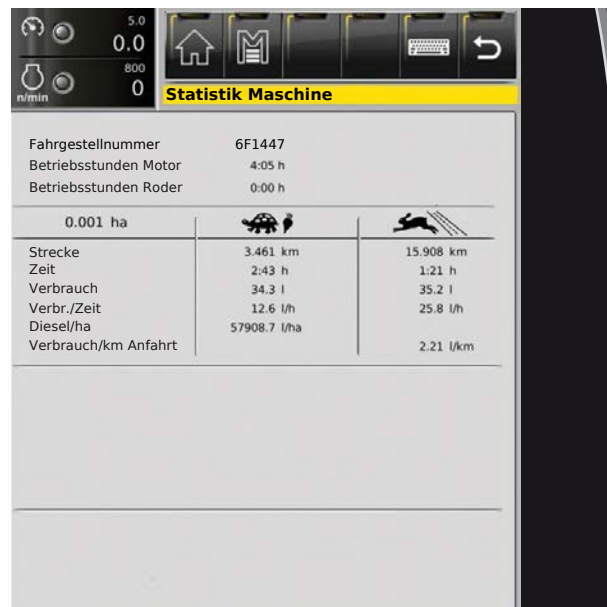 5.0
0.0
800
0
n/min
Statistik Maschine
Fahrgestellnummer 6F1447
Betriebsstunden Motor 4:05 h
Betriebsstunden Roder 0:00 h
0.001 ha
Strecke 3.461 km 15.908 km
Zeit 2:43 h 1:21 h
Verbrauch 34.3 l 35.2 l
Verbr./Zeit 12.6 l/h 25.8 l/h
Diesel/ha 57908.7 l/ha
Verbrauch/km Anfahrt 2.21 l/km